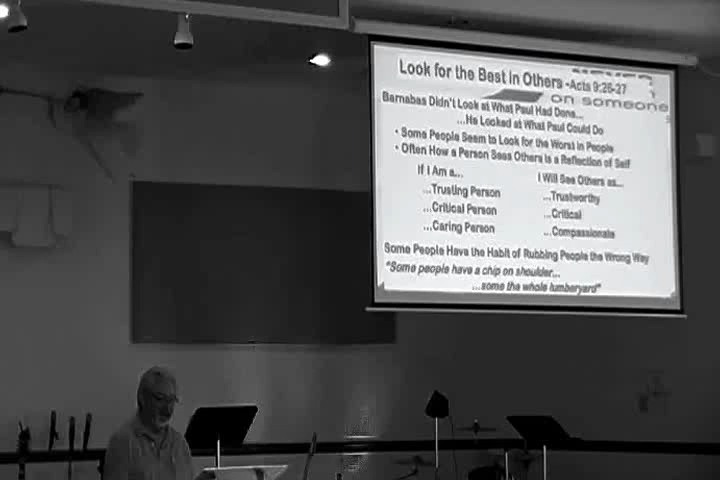 Look for the Best in Others -Acts 9:26-27
NEVER
on someone
Barnabas Didn't Look at What Paul Had Done...
...He Looked at What Paul Could Do
• Some People Seem to Look for the Worst in People
• Often How a Person Sees Others Is a Reflection of Self
If I Am a...
I Will See Others as...
...Trusting Person
...Trustworthy
...Critical Person
...Critical
...Caring Person
...Compassionate
Some People Have the Habit of Rubbing People the Wrong Way
"Some people have a chip on shoulder...
...some the whole lumberyard"